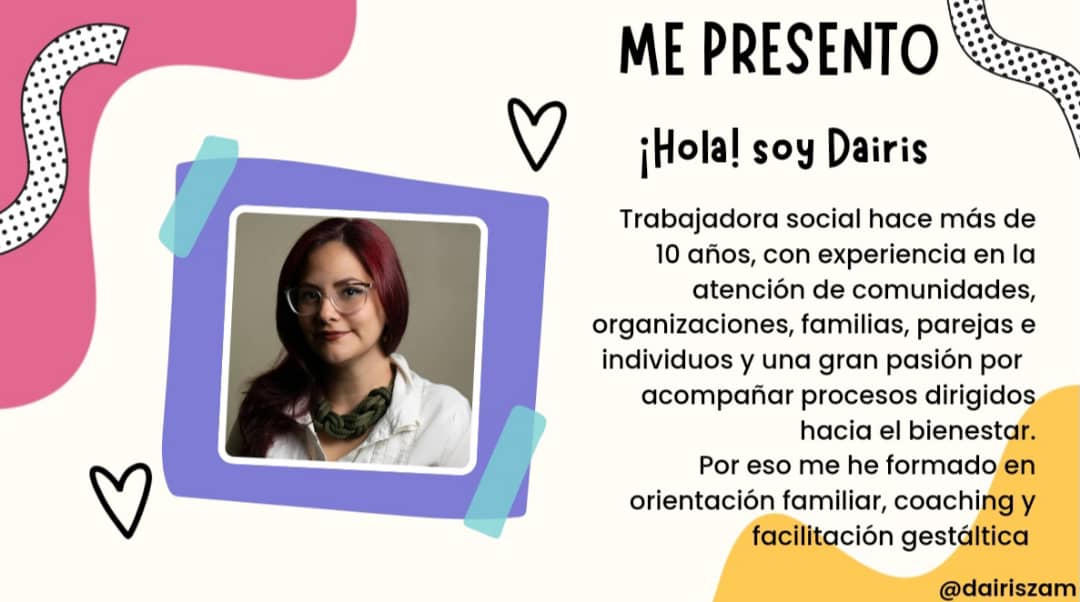 ME PRESENTO
¡Hola! soy Dairis
Trabajadora social hace más de
10 años, con experiencia en la
atención de comunidades,
organizaciones, familias, parejas e
individuos y una gran pasión por
acompañar procesos dirigidos
hacia el bienestar.
Por eso me he formado en
orientación familiar, coaching y
facilitación gestáltica
@dairiszam